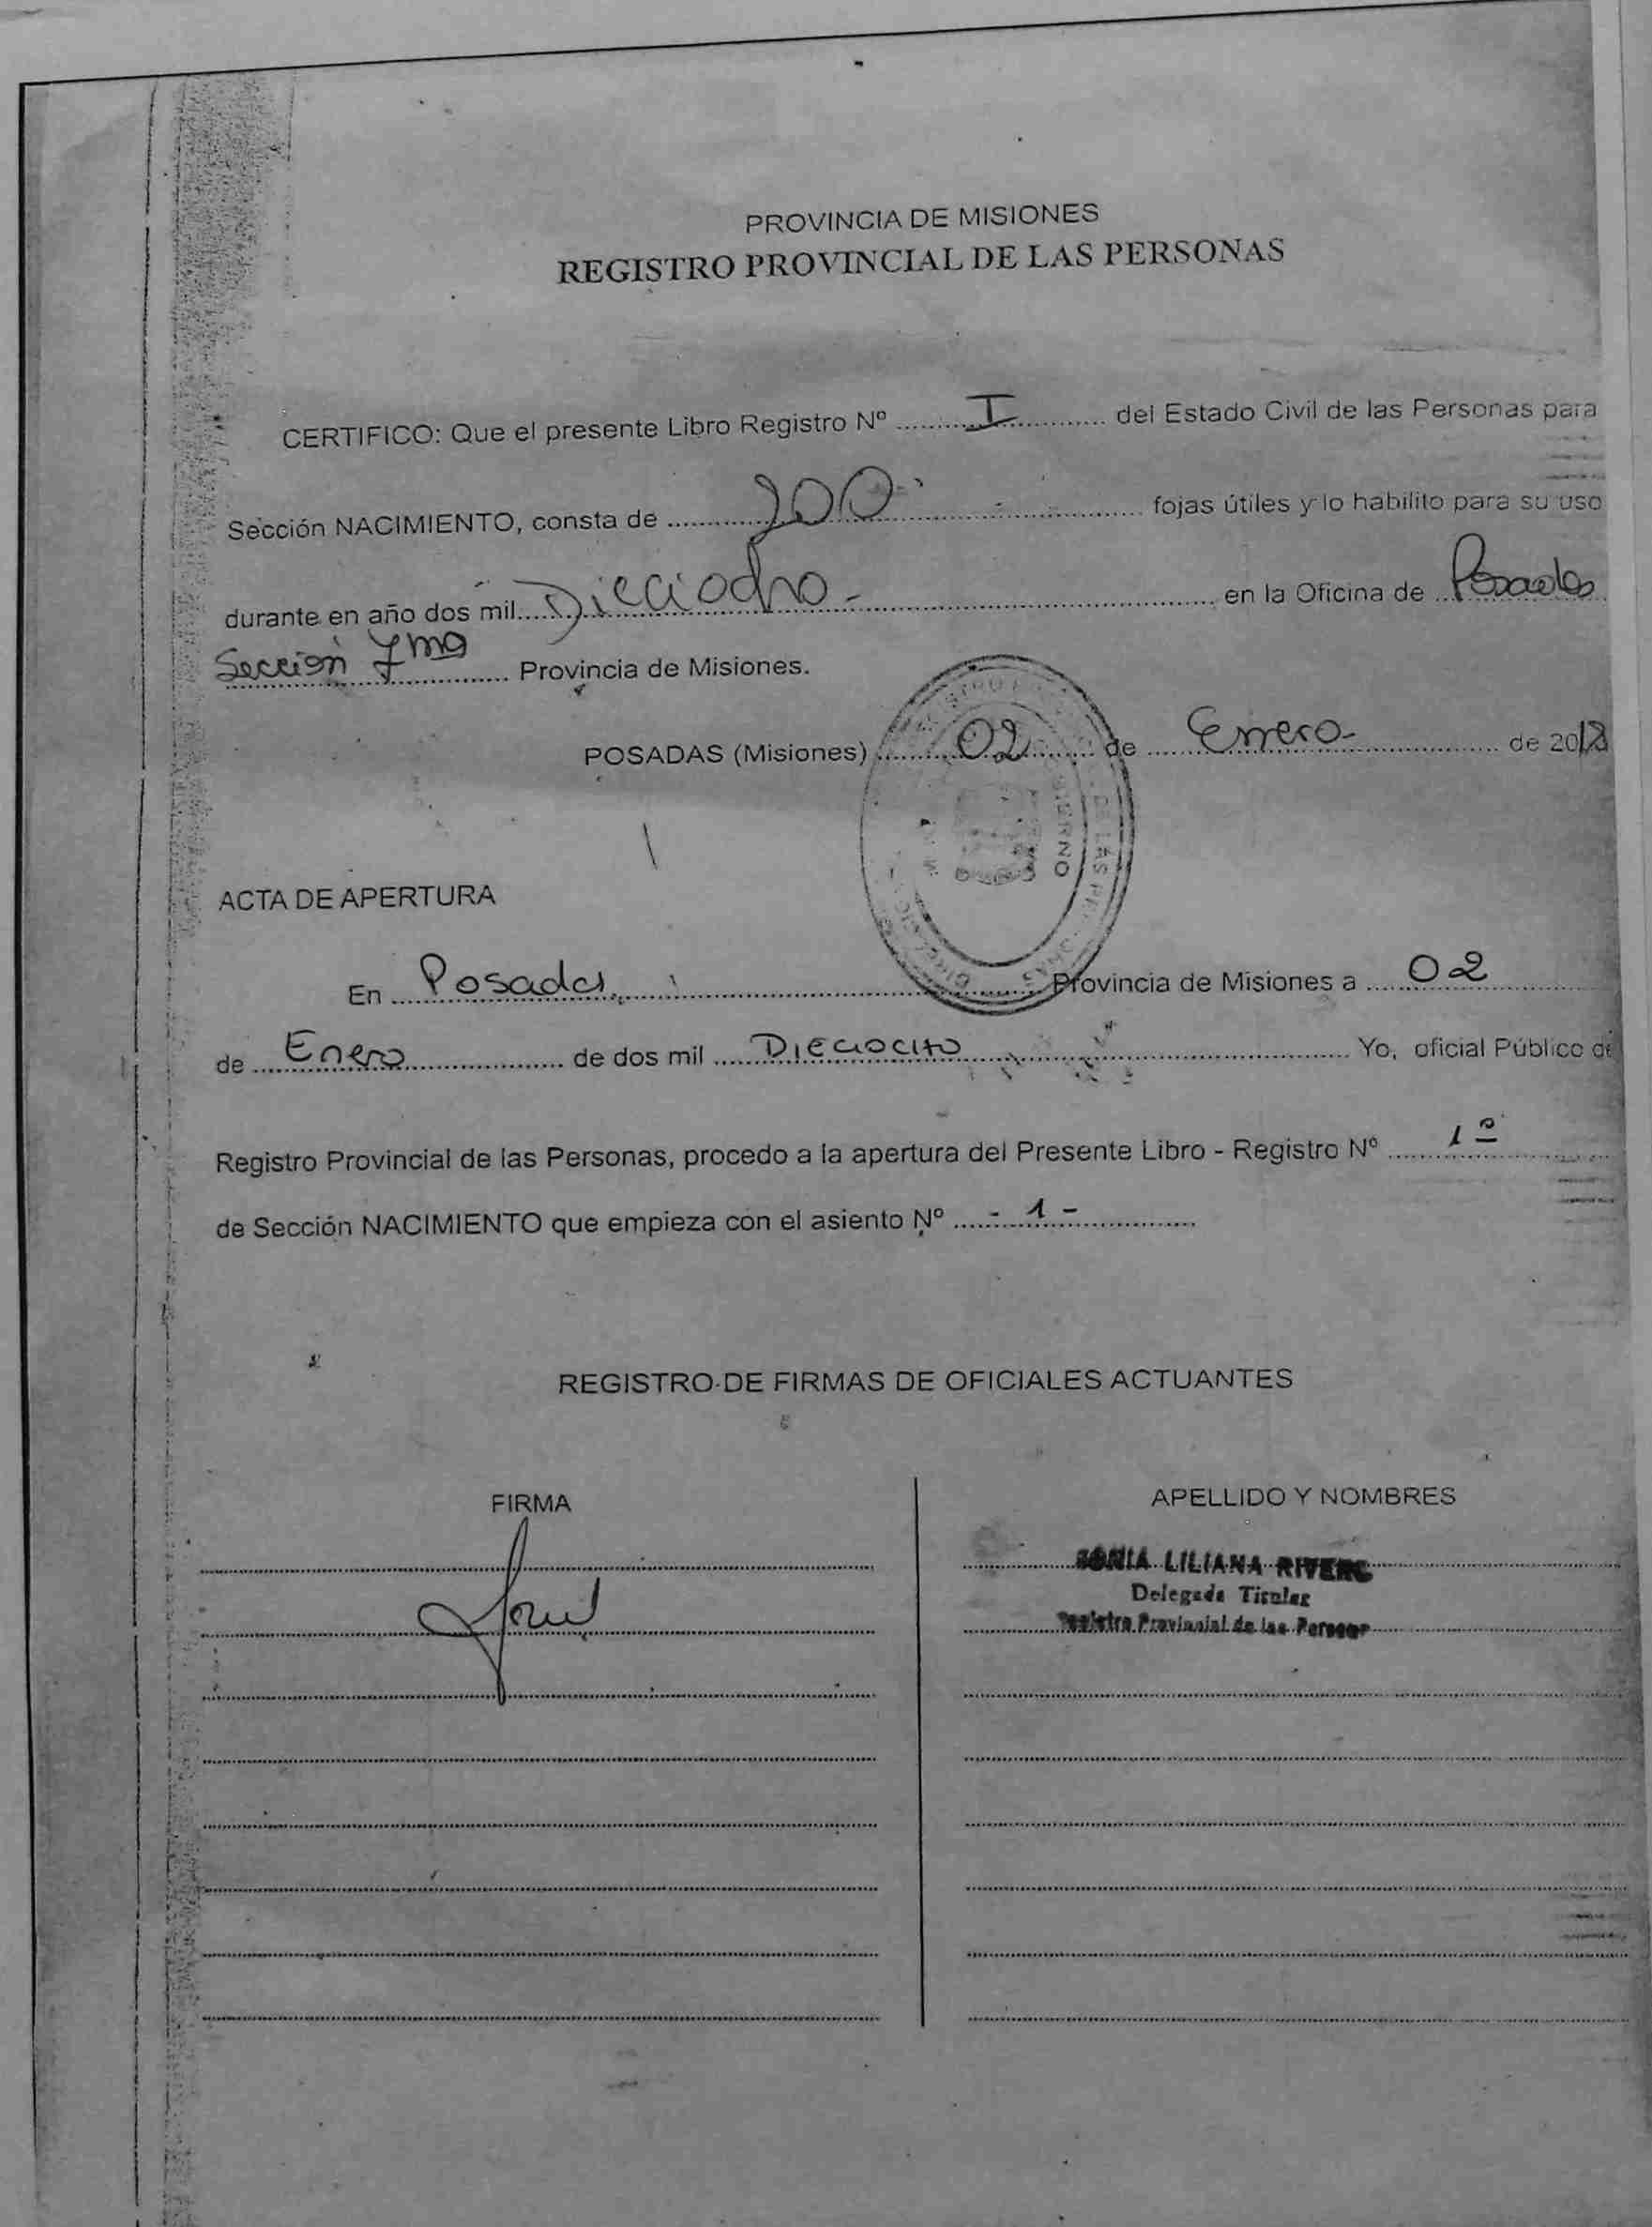 PROVINCIA DE MISIONES
REGISTRO PROVINCIAL DE LAS PERSONAS
CERTIFICO: Que el presente Libro Registro Nº I del Estado Civil de las Personas para
Sección NACIMIENTO, consta de 200 fojas útiles y lo habilito para su uso
durante en año dos mil Dieciocho - en la Oficina de Posadas
Sección 7ma Provincia de Misiones.
POSADAS (Misiones) 02 de Enero - de 2018
ACTA DE APERTURA
En Posadas, Provincia de Misiones a 02
de Enero de dos mil Dieciocho Yo, oficial Público de
Registro Provincial de las Personas, procedo a la apertura del Presente Libro - Registro Nº 1º
de Sección NACIMIENTO que empieza con el asiento Nº - 1 -
REGISTRO DE FIRMAS DE OFICIALES ACTUANTES
FIRMA
APELLIDO Y NOMBRES
SONIA LILIANA
Delegada Titular
Registro Provincial de las Personas